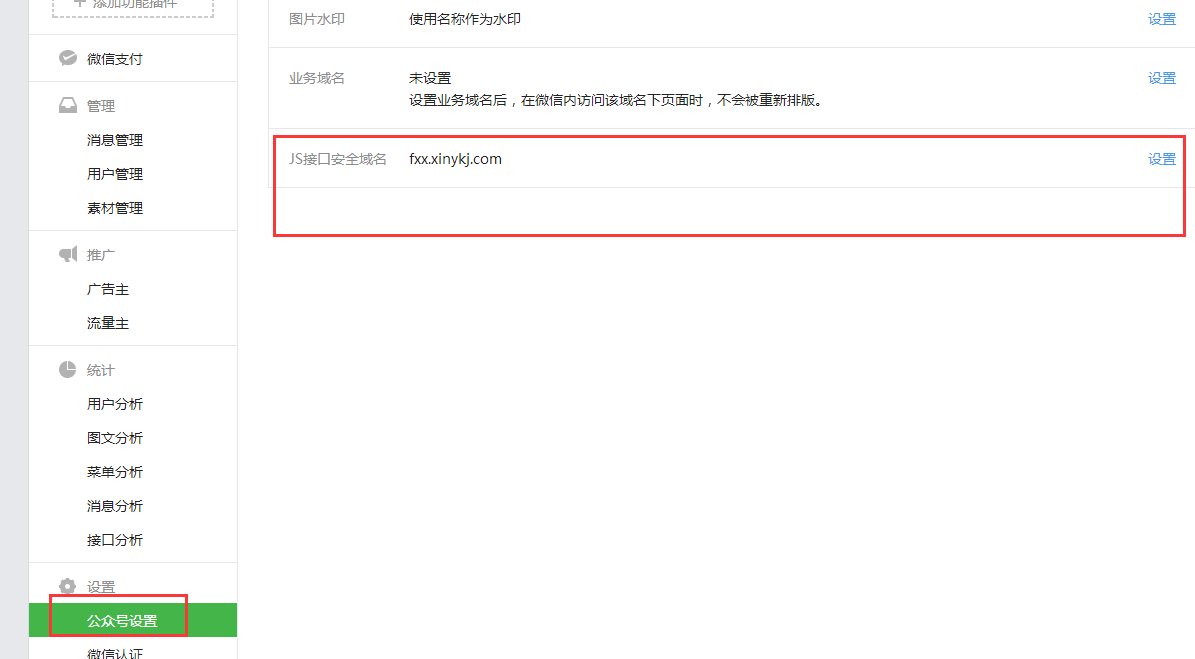 添加功能插件
微信支付
管理
消息管理
用户管理
素材管理
推广
广告主
流量主
统计
用户分析
图文分析
菜单分析
消息分析
接口分析
设置
公众号设置
微信认证
图片水印 使用名称作为水印 设置
业务域名 未设置 设置
设置业务域名后，在微信内访问该域名下页面时，不会被重新排版。
JS接口安全域名 fxx.xinykj.com 设置